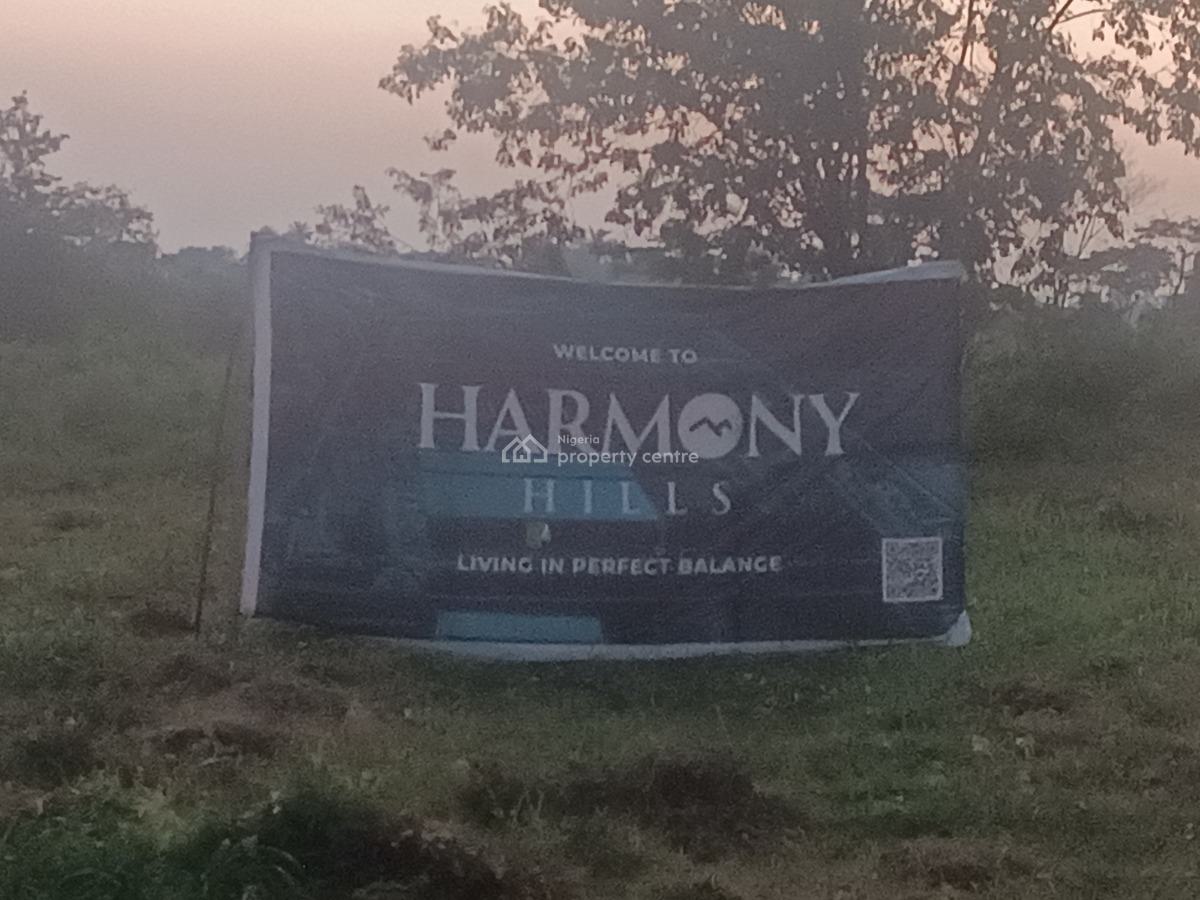 WELCOME TO
HARMONY
Nigeria
property centre
HILLS
LIVING IN PERFECT BALANCE